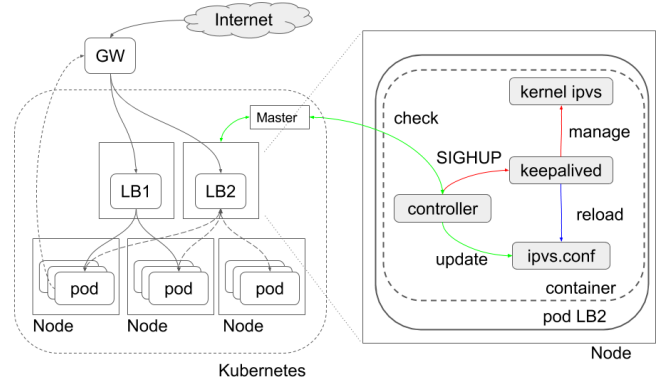 Internet
GW
Master
LB1
LB2
pod
pod
pod
Node
Node
Node
Kubernetes
check
kernel ipvs
manage
SIGHUP
keepalived
controller
reload
update
ipvs.conf
container
pod LB2
Node